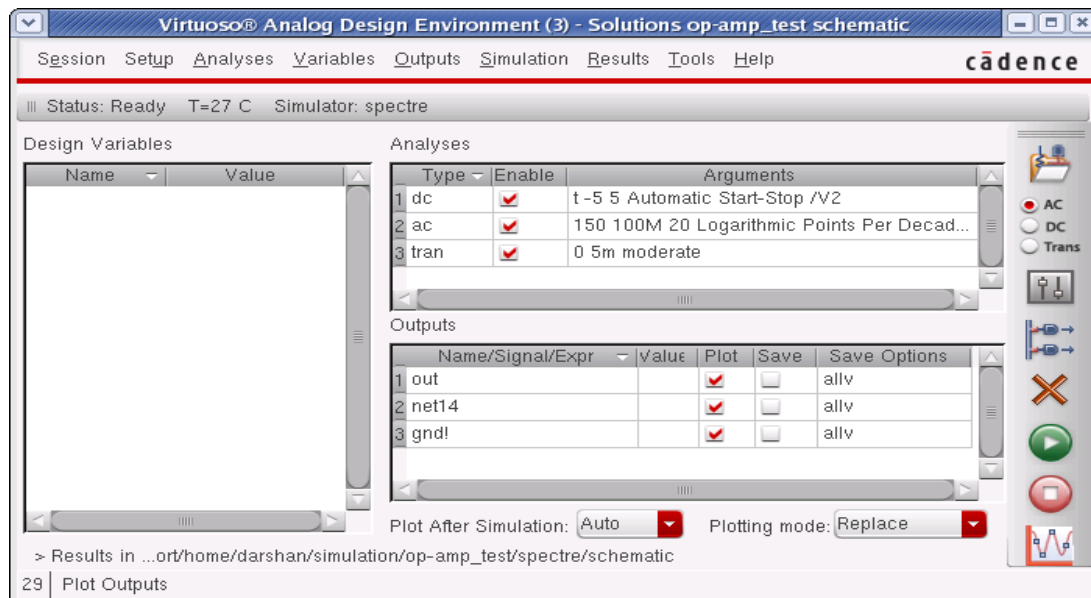 Virtuoso® Analog Design Environment (3) - Solutions op-amp_test schematic
Session Setup Analyses Variables Outputs Simulation Results Tools Help
cādence
Status: Ready T=27 C Simulator: spectre
Design Variables
Name Value
Analyses
Type Enable Arguments
1 dc t -5 5 Automatic Start-Stop /V2
2 ac 150 100M 20 Logarithmic Points Per Decad...
3 tran 0 5m moderate
Outputs
Name/Signal/Expr Value Plot Save Save Options
1 out allv
2 net14 allv
3 gnd! allv
Plot After Simulation: Auto Plotting mode: Replace
> Results in ...ort/home/darshan/simulation/op-amp_test/spectre/schematic
29 Plot Outputs
AC
DC
Trans